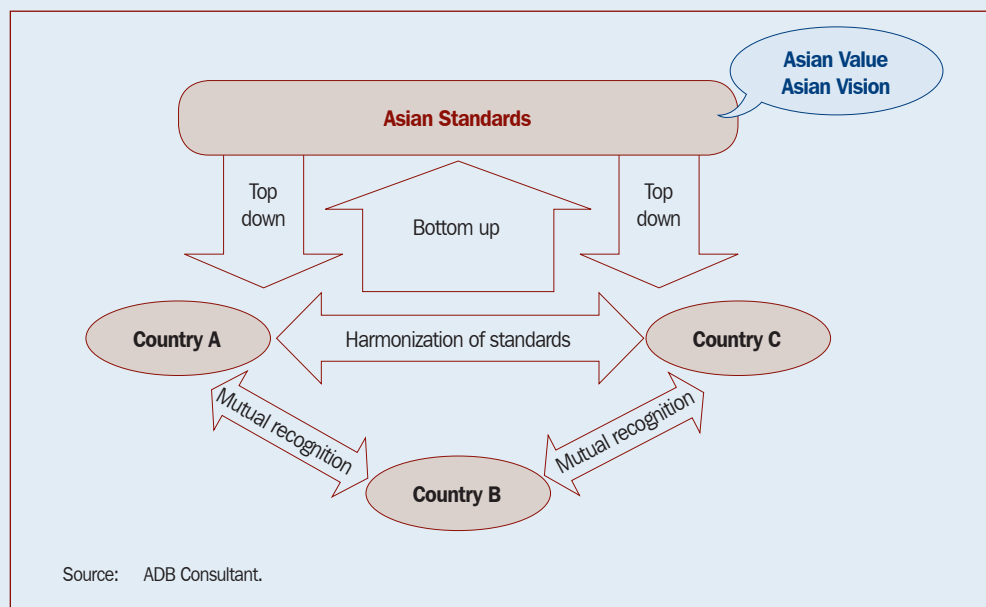 Asian Value
Asian Vision
Asian Standards
Top
down
Bottom up
Top
down
Country A
Harmonization of standards
Country C
Mutual recognition
Mutual recognition
Country B
Source: ADB Consultant.